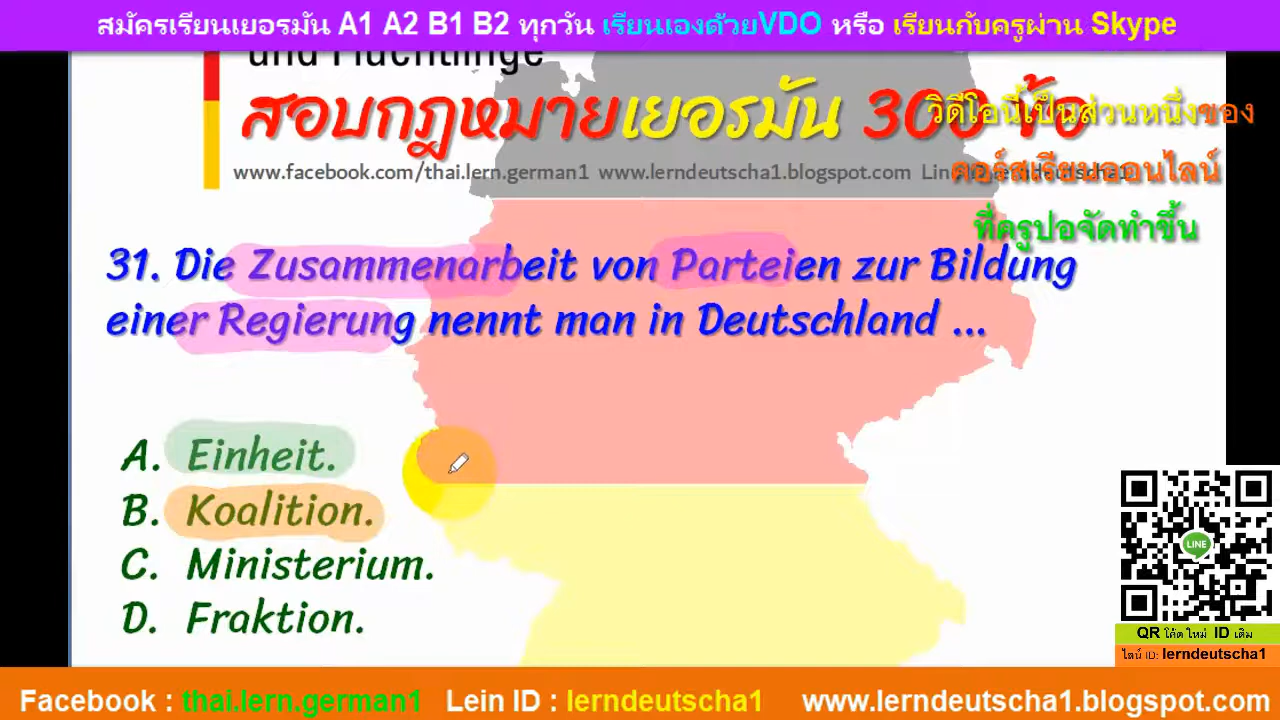 สมัครเรียนเยอรมัน A1 A2 B1 B2 ทุกวัน เรียนเองด้วยVDO หรือ เรียนกับครูผ่าน Skype
und Flüchtlinge
สอบกฎหมายเยอรมัน 300 ข้อ
วิดีโอนี้เป็นส่วนหนึ่งของ
คอร์สเรียนออนไลน์
ที่ครูปอจัดทำขึ้น
www.facebook.com/thai.lern.german1 www.lerndeutscha1.blogspot.com
31. Die Zusammenarbeit von Parteien zur Bildung
einer Regierung nennt man in Deutschland ...
A. Einheit.
B. Koalition.
C. Ministerium.
D. Fraktion.
LINE
QR โค้ดใหม่ ID เดิม
ไลน์ ID: lerndeutscha1
Facebook : thai.lern.german1 Lein ID : lerndeutscha1 www.lerndeutscha1.blogspot.com